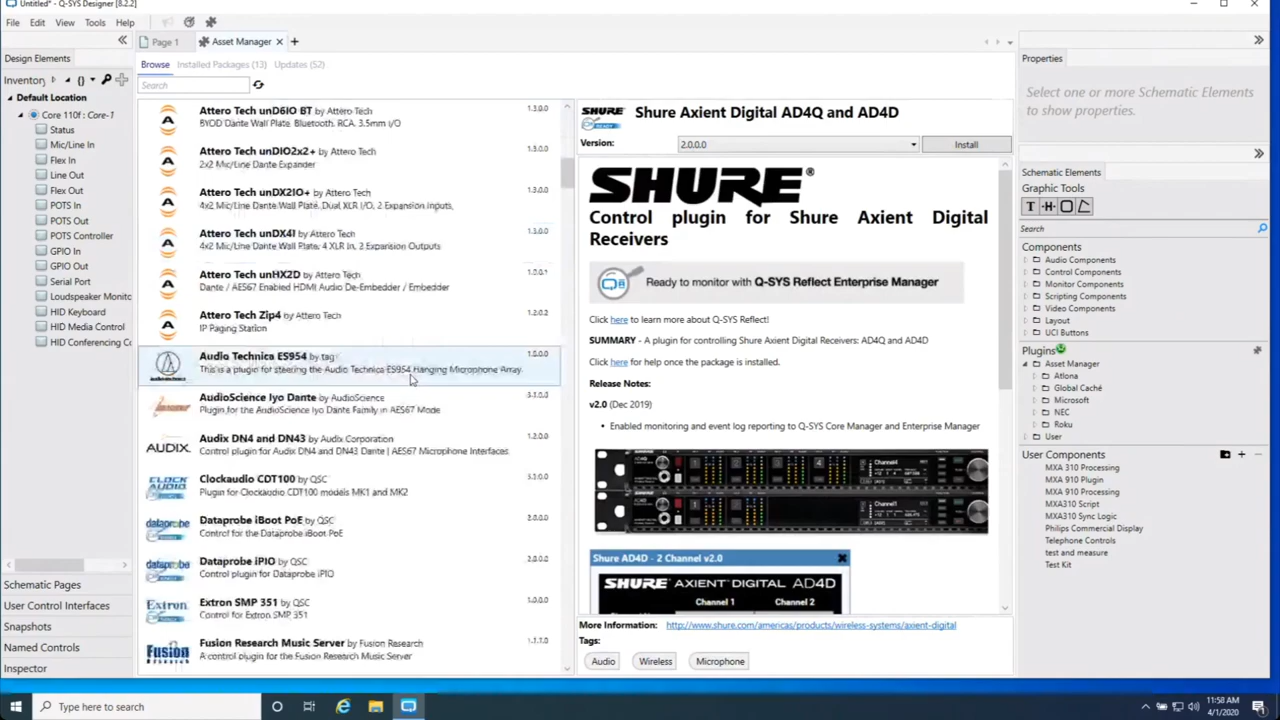 Untitled* - Q-SYS Designer [8.2.2]
File Edit View Tools Help
Page 1 Asset Manager
Design Elements
Inventory
Default Location
Core 110f : Core-1
Status
Mic/Line In
Flex In
Line Out
Flex Out
POTS In
POTS Out
POTS Controller
GPIO In
GPIO Out
Serial Port
Loudspeaker Monito
HID Keyboard
HID Media Control
HID Conferencing Co
Schematic Pages
User Control Interfaces
Snapshots
Named Controls
Inspector
Browse Installed Packages (13) Updates (52)
Search
Attero Tech unD6IO BT by Attero Tech 1.3.0.0
BYOD Dante Wall Plate, Bluetooth, RCA, 3.5mm I/O
Attero Tech unDIO2x2+ by Attero Tech 1.3.0.0
2x2 Mic/Line Dante Expander
Attero Tech unDX2IO+ by Attero Tech 1.3.0.0
4x2 Mic/Line Dante Wall Plate, Dual XLR I/O, 2 Expansion Inputs,
Attero Tech unDX4I by Attero Tech 1.3.0.0
4x2 Mic/Line Dante Wall Plate, 4 XLR In, 2 Expansion Outputs
Attero Tech unHX2D by Attero Tech 1.0.0.1
Dante / AES67 Enabled HDMI Audio De-Embedder / Embedder
Attero Tech Zip4 by Attero Tech 1.2.0.2
IP Paging Station
Audio Technica ES954 by tag
This is a plugin for steering the Audio Technica ES954 Hanging Microphone Array.
AudioScience Iyo Dante by AudioScience
Plugin for the AudioScience Iyo Dante Family in AES67 Mode
AUDIX
Audix DN4 and DN43 by Audix Corporation 1.2.0.0
Control plugin for Audix DN4 and DN43 Dante | AES67 Microphone Interfaces.
CLOCK AUDIO
Clockaudio CDT100 by QSC
Plugin for Clockaudio CDT100 models MK1 and MK2
dataprobe
Dataprobe iBoot PoE by QSC
Control for the Dataprobe iBoot PoE
dataprobe
Dataprobe iPIO by QSC
Control plugin for Dataprobe iPIO
Extron
Extron SMP 351 by QSC 1.0.0.0
Control for Extron SMP 351
Fusion
Fusion Research Music Server by Fusion Research 1.1.1.0
A control plugin for the Fusion Research Music Server
SHURE
READY
Shure Axient Digital AD4Q and AD4D
Version: 2.0.0.0 Install
SHURE®
Control plugin for Shure Axient Digital
Receivers
Ready to monitor with Q-SYS Reflect Enterprise Manager
Click here to learn more about Q-SYS Reflect!
SUMMARY - A plugin for controlling Shure Axient Digital Receivers: AD4Q and AD4D
Click here for help once the package is installed.
Release Notes:
v2.0 (Dec 2019)
• Enabled monitoring and event log reporting to Q-SYS Core Manager and Enterprise Manager
Shure AD4D - 2 Channel v2.0
SHURE AXIENT DIGITAL AD4D
Channel 1 Channel 2
More Information: http://www.shure.com/americas/products/wireless-systems/axient-digital
Tags:
Audio Wireless Microphone
Properties
Select one or more Schematic Elements
to show properties.
Schematic Elements
Graphic Tools
Search
Components
Audio Components
Control Components
Monitor Components
Scripting Components
Video Components
Layout
UCI Buttons
Plugins
Asset Manager
Atlona
Global Caché
Microsoft
NEC
Roku
User
User Components
MXA 310 Processing
MXA 910 Plugin
MXA 910 Processing
MXA310 Script
MXA310 Sync Logic
Philips Commercial Display
Telephone Controls
test and measure
Test Kit
Type here to search
11:58 AM
4/1/2020